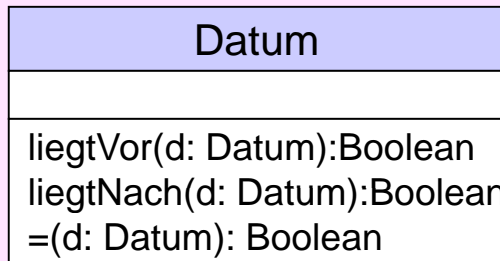 Datum
liegtVor(d: Datum):Boolean
liegtNach(d: Datum):Boolean
=(d: Datum): Boolean